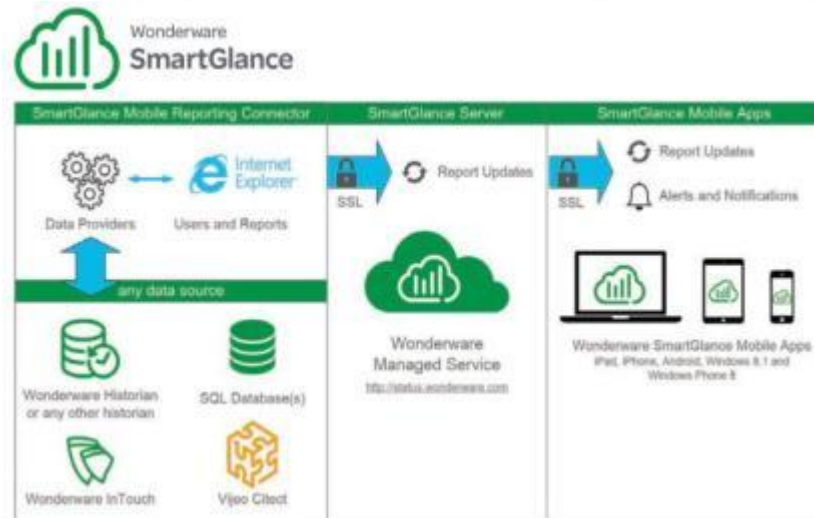 Wonderware
SmartGlance
SmartGlance Mobile Reporting Connector
SmartGlance Server
SmartGlance Mobile Apps
Internet
Explorer
Data Providers
Users and Reports
SSL
Report Updates
SSL
Report Updates
Alerts and Notifications
any data source
Wonderware Historian
or any other historian
SQL Database(s)
Wonderware InTouch
Vijeo Citect
Wonderware
Managed Service
http://status.wonderware.com
Wonderware SmartGlance Mobile Apps
iPad, iPhone, Android, Windows 8.1 and
Windows Phone 8